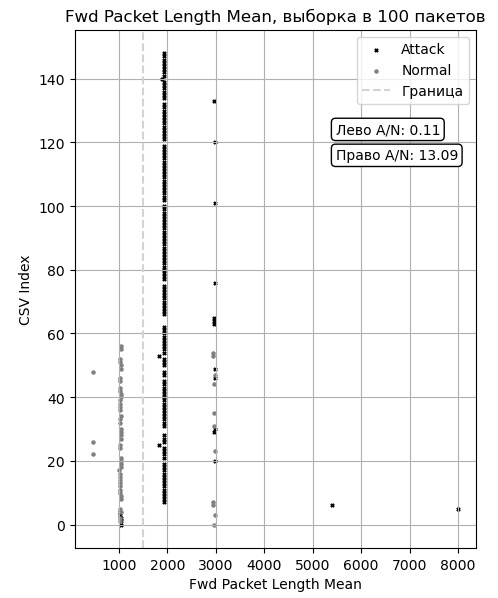 Fwd Packet Length Mean, выборка в 100 пакетов
Attack
Normal
Граница
Лево A/N: 0.11
Право A/N: 13.09
CSV Index
140
120
100
80
60
40
20
0
1000 2000 3000 4000 5000 6000 7000 8000
Fwd Packet Length Mean